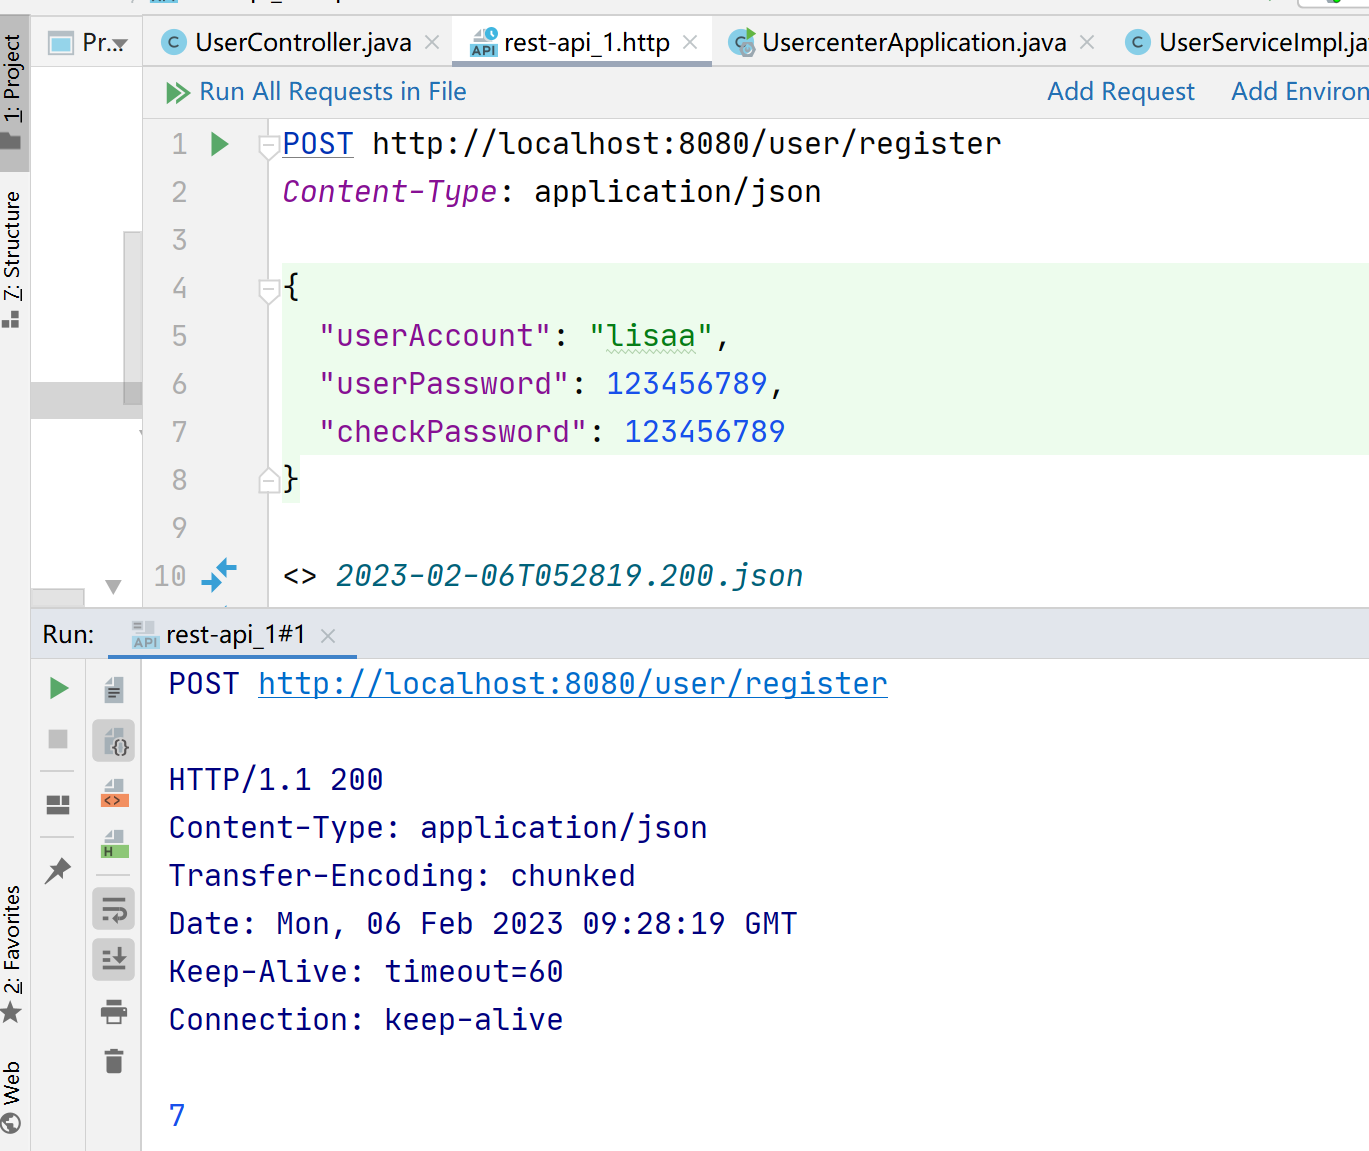 1: Project
7: Structure
2: Favorites
Web
Pr...
UserController.java
rest-api_1.http
UsercenterApplication.java
UserServiceImpl.ja
Run All Requests in File
Add Request
Add Environ
1 POST http://localhost:8080/user/register
2 Content-Type: application/json
3
4 {
5 "userAccount": "lisaa",
6 "userPassword": 123456789,
7 "checkPassword": 123456789
8 }
9
10 <> 2023-02-06T052819.200.json
Run: rest-api_1#1
POST http://localhost:8080/user/register
HTTP/1.1 200
Content-Type: application/json
Transfer-Encoding: chunked
Date: Mon, 06 Feb 2023 09:28:19 GMT
Keep-Alive: timeout=60
Connection: keep-alive
7